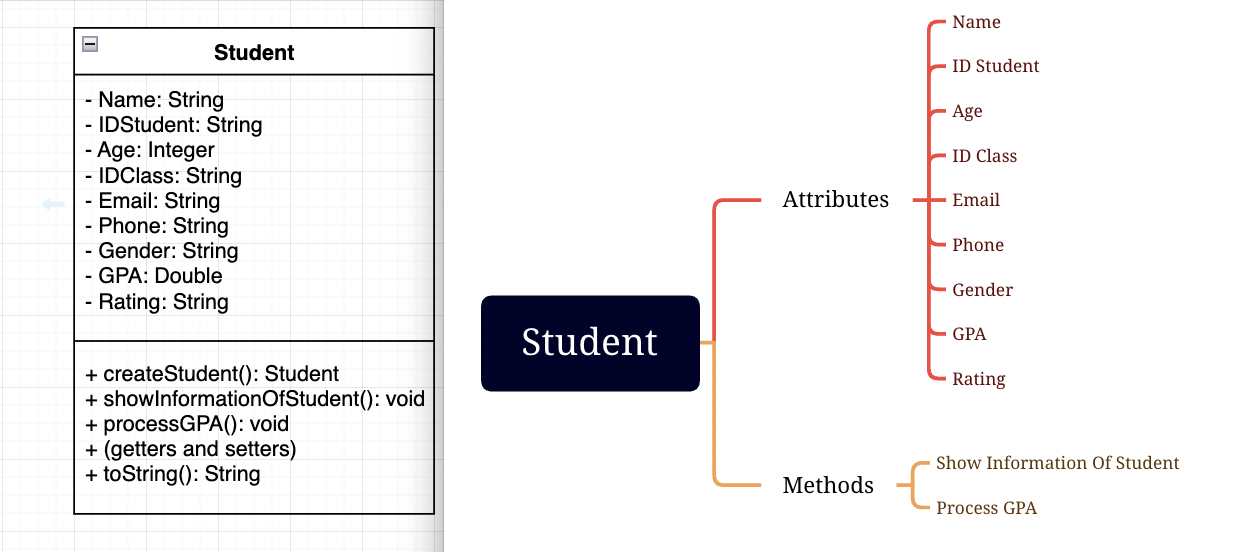 Student
- Name: String
- IDStudent: String
- Age: Integer
- IDClass: String
- Email: String
- Phone: String
- Gender: String
- GPA: Double
- Rating: String
+ createStudent(): Student
+ showInformationOfStudent(): void
+ processGPA(): void
+ (getters and setters)
+ toString(): String
Student
Attributes
Name
ID Student
Age
ID Class
Email
Phone
Gender
GPA
Rating
Methods
Show Information Of Student
Process GPA